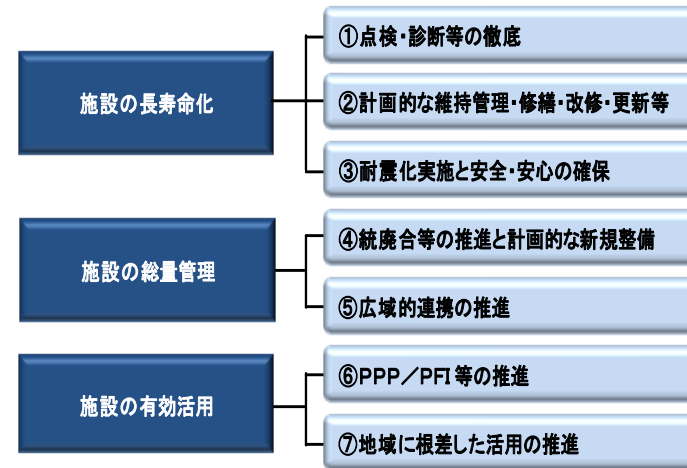 施設の長寿命化
①点検・診断等の徹底
②計画的な維持管理・修繕・改修・更新等
③耐震化実施と安全・安心の確保
施設の総量管理
④統廃合等の推進と計画的な新規整備
⑤広域的連携の推進
施設の有効活用
⑥PPP／PFI等の推進
⑦地域に根差した活用の推進